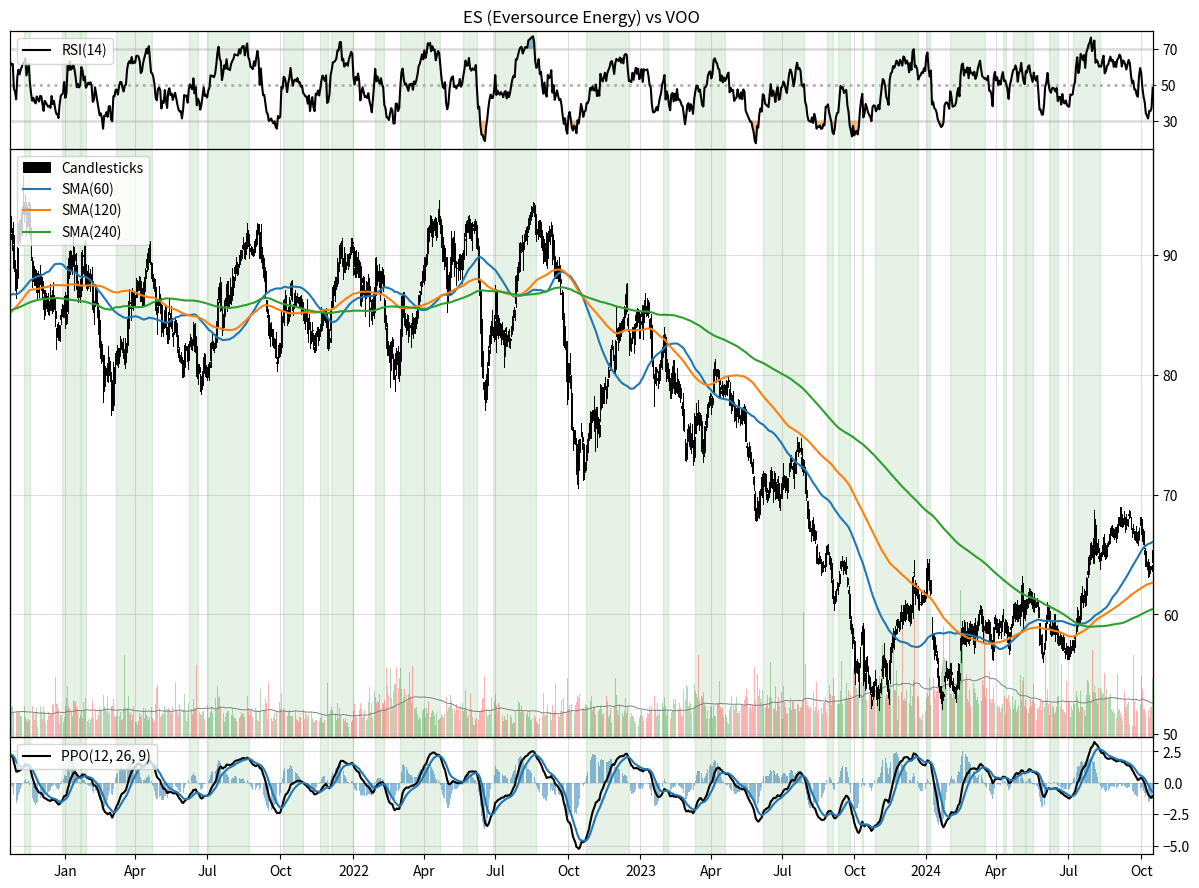 ES (Eversource Energy) vs VOO
RSI(14)
70
50
30
Candlesticks
SMA(60)
SMA(120)
SMA(240)
90
80
70
60
50
PPO(12, 26, 9)
2.5
0.0
−2.5
−5.0
Jan Apr Jul Oct 2022 Apr Jul Oct 2023 Apr Jul Oct 2024 Apr Jul Oct